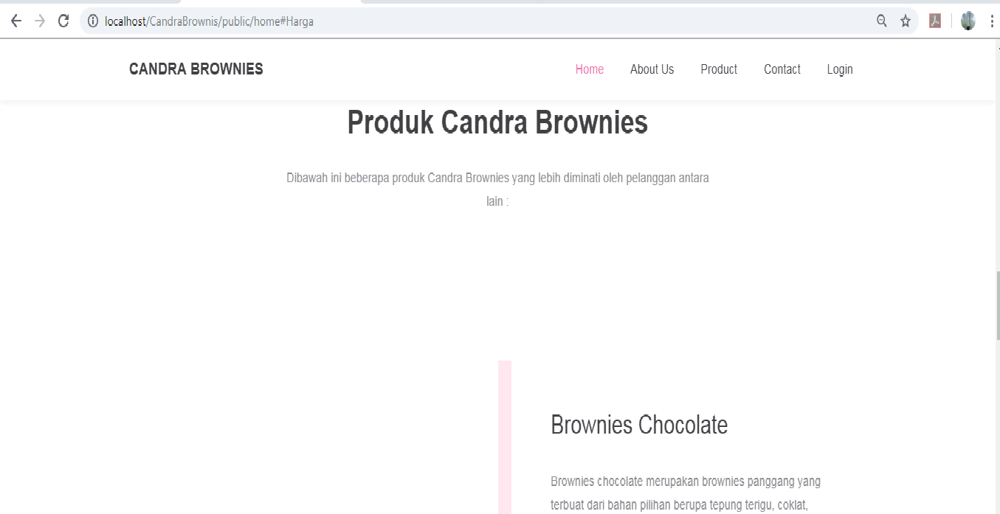 localhost/CandraBrownis/public/home#Harga
CANDRA BROWNIES Home About Us Product Contact Login
Produk Candra Brownies
Dibawah ini beberapa produk Candra Brownies yang lebih diminati oleh pelanggan antara
lain :
Brownies Chocolate
Brownies chocolate merupakan brownies panggang yang
terbuat dari bahan pilihan berupa tepung terigu, coklat,